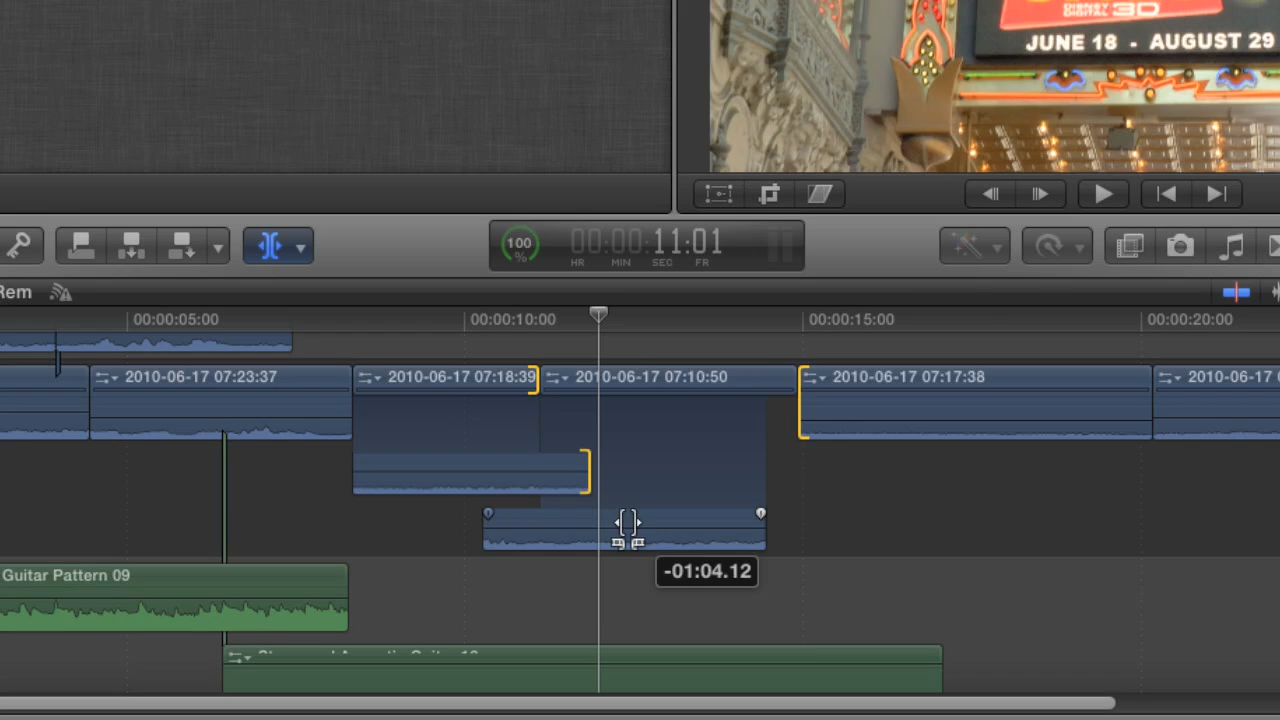 DISNEY
DIGITAL 3D
JUNE 18 - AUGUST 29
100
%
00:00:11:01
HR MIN SEC FR
Rem
00:00:05:00
00:00:10:00
00:00:15:00
00:00:20:00
2010-06-17 07:23:37
2010-06-17 07:18:39
2010-06-17 07:10:50
2010-06-17 07:17:38
2010-06-17
-01:04.12
Guitar Pattern 09